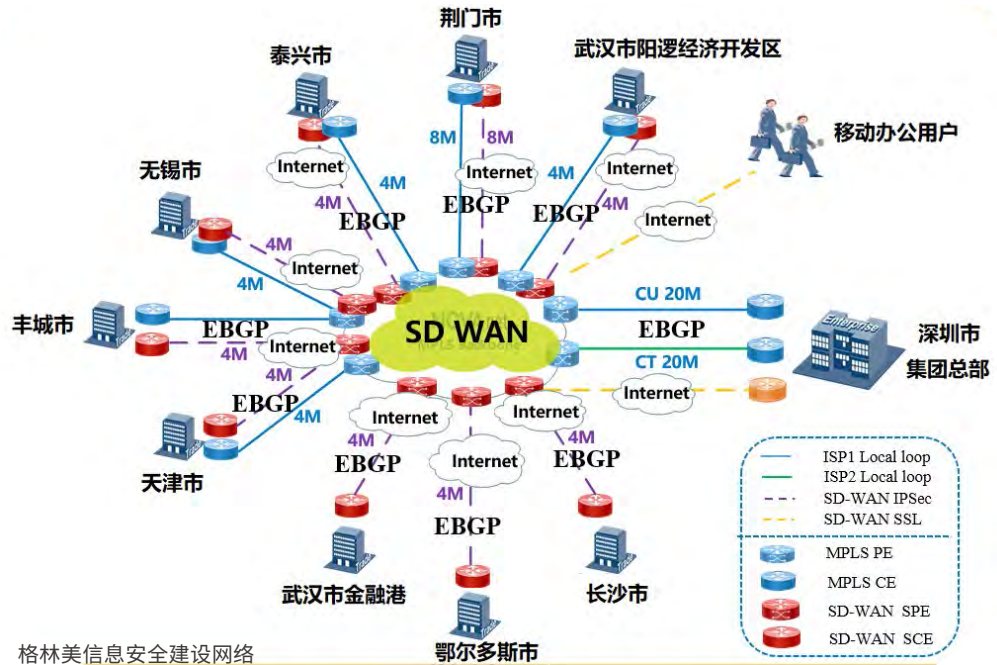 荆门市
泰兴市
武汉市阳逻经济开发区
移动办公用户
8M
8M
Internet
Internet
Internet
4M
4M
4M
4M
EBGP
EBGP
EBGP
Internet
无锡市
4M
Internet
4M
CU 20M
丰城市
EBGP
SD WAN
EBGP
Enterprise
深圳市
集团总部
4M
Internet
CT 20M
4M
EBGP
4M
Internet
Internet
Internet
天津市
4M
4M
EBGP
EBGP
Internet
4M
EBGP
武汉市金融港
长沙市
鄂尔多斯市
ISP1 Local loop
ISP2 Local loop
SD-WAN IPSec
SD-WAN SSL
MPLS PE
MPLS CE
SD-WAN SPE
SD-WAN SCE
格林美信息安全建设网络